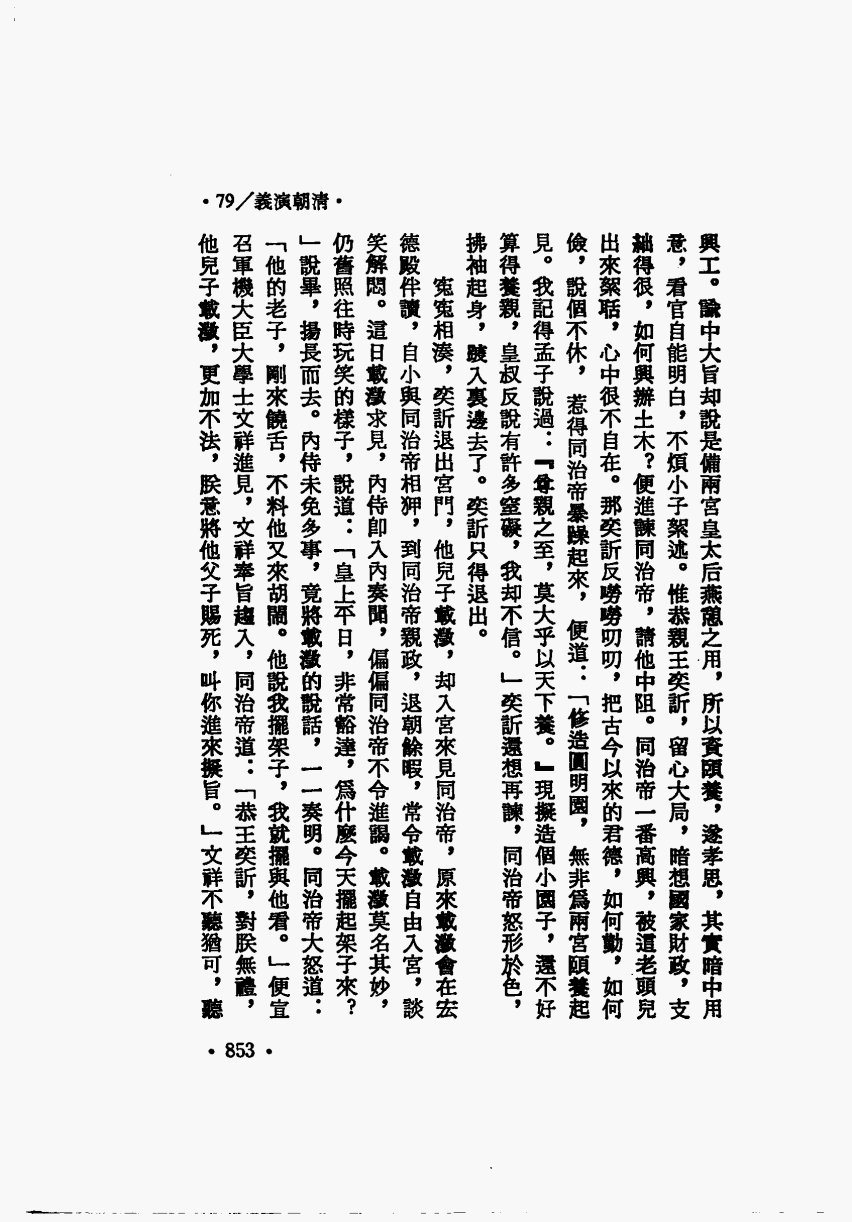 ·79／義演朝清·
興工。諭中大旨却說是備兩宮皇太后燕憩之用，所以資頤養，遂孝思，其實暗中用
意，看官自能明白，不煩小子絮述。惟恭親王奕訢，留心大局，暗想國家財政，支
絀得很，如何興辦土木？便進諫同治帝，請他中阻。同治帝一番高興，被這老頭兒
出來絮聒，心中很不自在。那奕訢反嘮嘮叨叨，把古今以來的君德，如何勤，如何
儉，說個不休，惹得同治帝暴躁起來，便道：「修造圓明園，無非爲兩宮頤養起
見。我記得孟子說過：『尊親之至，莫大乎以天下養。』現擬造個小園子，還不好
算得養親，皇叔反說有許多窒礙，我却不信。」奕訢還想再諫，同治帝怒形於色，
拂袖起身，踱入裏邊去了。奕訢只得退出。
寃寃相湊，奕訢退出宮門，他兒子載澂，却入宮來見同治帝，原來載澂曾在宏
德殿伴讀，自小與同治帝相狎，到同治帝親政，退朝餘暇，常令載澂自由入宮，談
笑解悶。這日載澂求見，內侍卽入內奏聞，偏偏同治帝不令進謁。載澂莫名其妙，
仍舊照往時玩笑的樣子，說道：「皇上平日，非常豁達，爲什麽今天擺起架子來？
」說畢，揚長而去。內侍未免多事，竟將載澂的說話，一一奏明。同治帝大怒道：
「他的老子，剛來饒舌，不料他又來胡鬧。他說我擺架子，我就擺與他看。」便宣
召軍機大臣大學士文祥進見，文祥奉旨趨入，同治帝道：「恭王奕訢，對朕無禮，
他兒子載澂，更加不法，朕意將他父子賜死，叫你進來擬旨。」文祥不聽猶可，聽
·853·